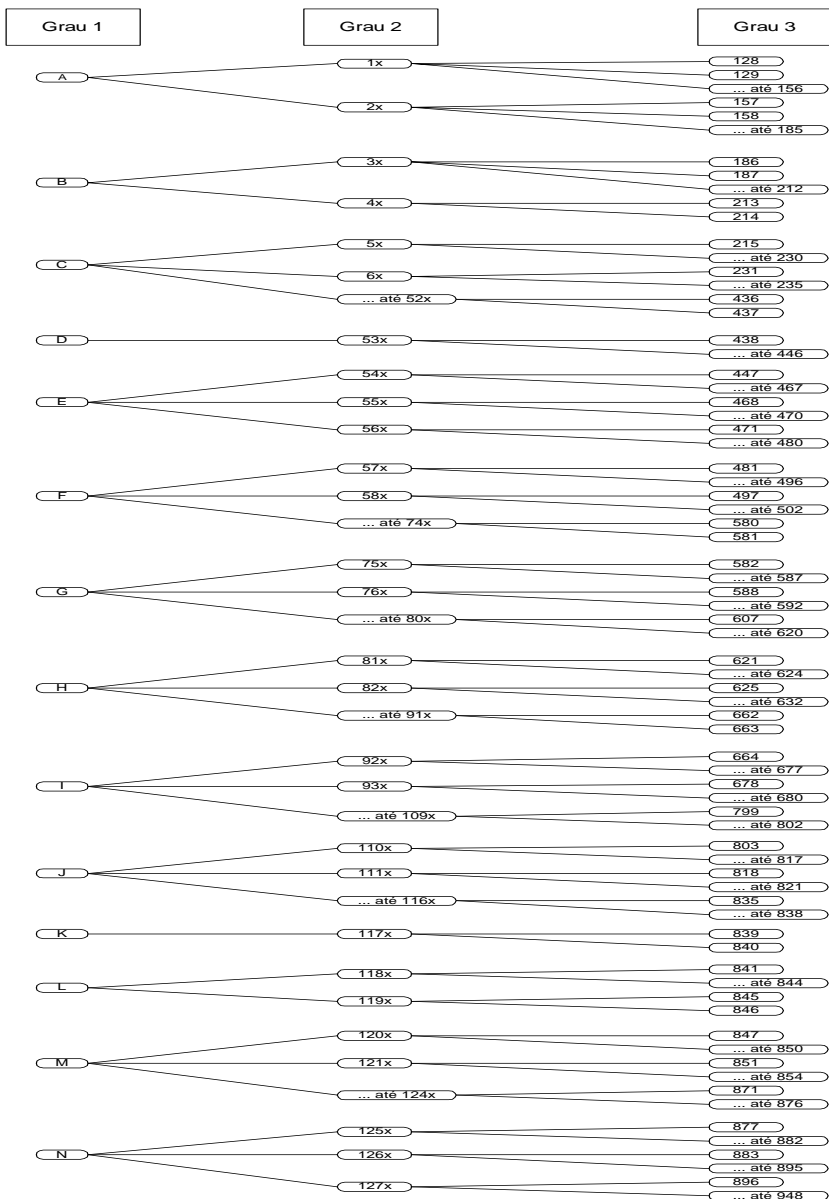 Grau 1 Grau 2 Grau 3
A 1x 128
129
... até 156
2x 157
158
... até 185
B 3x 186
187
... até 212
4x 213
214
C 5x 215
... até 230
6x 231
... até 235
... até 52x 436
437
D 53x 438
... até 446
E 54x 447
... até 467
55x 468
... até 470
56x 471
... até 480
F 57x 481
... até 496
58x 497
... até 502
... até 74x 580
581
G 75x 582
... até 587
76x 588
... até 592
... até 80x 607
... até 620
H 81x 621
... até 624
82x 625
... até 632
... até 91x 662
663
I 92x 664
... até 677
93x 678
... até 680
... até 109x 799
... até 802
J 110x 803
... até 817
111x 818
... até 821
... até 116x 835
... até 838
K 117x 839
840
L 118x 841
... até 844
119x 845
846
M 120x 847
... até 850
121x 851
... até 854
... até 124x 871
... até 876
N 125x 877
... até 882
126x 883
... até 895
127x 896
... até 948